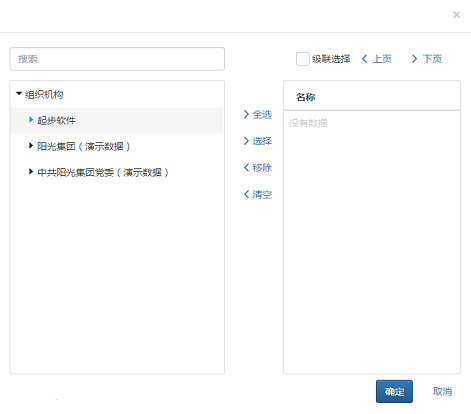 ×
搜索
级联选择 上页 下页
组织机构
起步软件
阳光集团（演示数据）
中共阳光集团党委（演示数据）
全选
选择
移除
清空
名称
没有数据
确定 取消